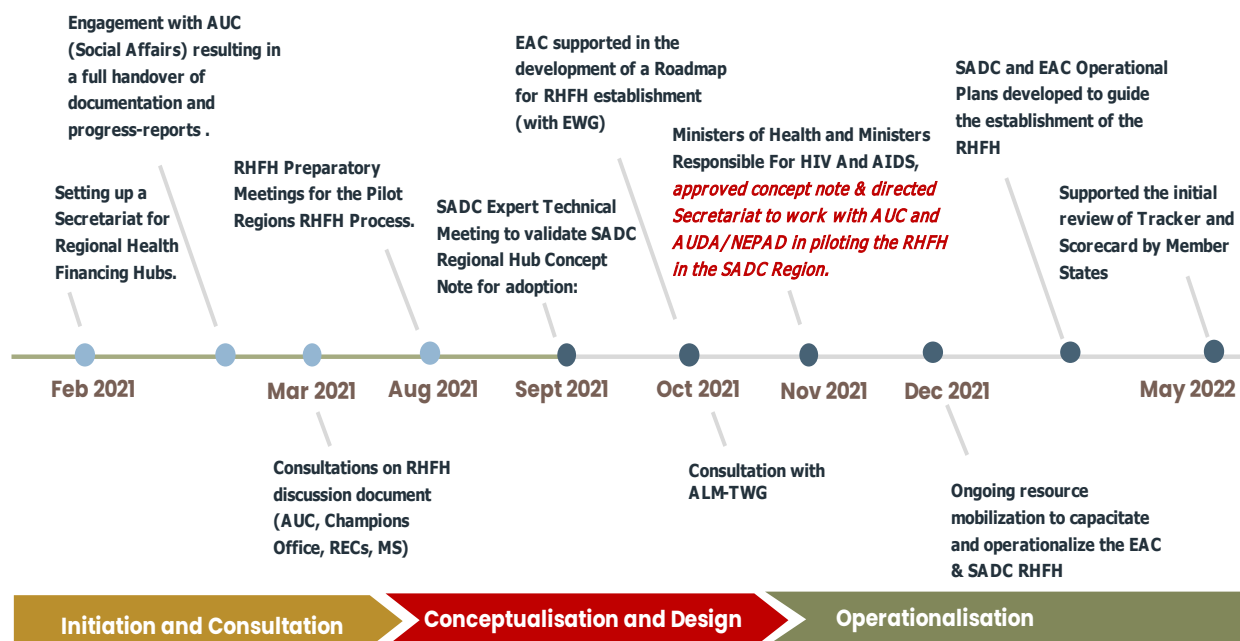 Engagement with AUC
(Social Affairs) resulting in
a full handover of
documentation and
progress-reports .
Setting up a
Secretariat for
Regional Health
Financing Hubs.
RHFH Preparatory
Meetings for the Pilot
Regions RHFH Process.
SADC Expert Technical
Meeting to validate SADC
Regional Hub Concept
Note for adoption:
EAC supported in the
development of a Roadmap
for RHFH establishment
(with EWG)
Ministers of Health and Ministers
Responsible For HIV And AIDS,
approved concept note & directed
Secretariat to work with AUC and
AUDA/NEPAD in piloting the RHFH
in the SADC Region.
SADC and EAC Operational
Plans developed to guide
the establishment of the
RHFH
Supported the initial
review of Tracker and
Scorecard by Member
States
Feb 2021
Mar 2021
Aug 2021
Sept 2021
Oct 2021
Nov 2021
Dec 2021
May 2022
Consultations on RHFH
discussion document
(AUC, Champions
Office, RECs, MS)
Consultation with
ALM-TWG
Ongoing resource
mobilization to capacitate
and operationalize the EAC
& SADC RHFH
Initiation and Consultation
Conceptualisation and Design
Operationalisation